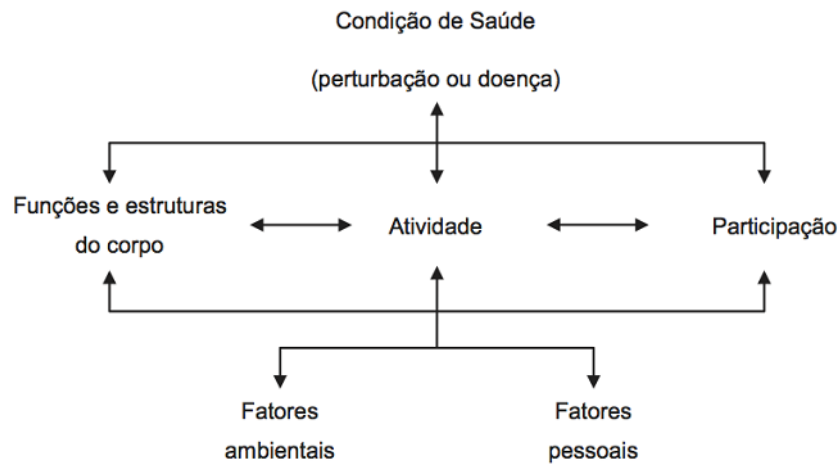 Condição de Saúde
(perturbação ou doença)
Funções e estruturas
do corpo
Atividade
Participação
Fatores
ambientais
Fatores
pessoais